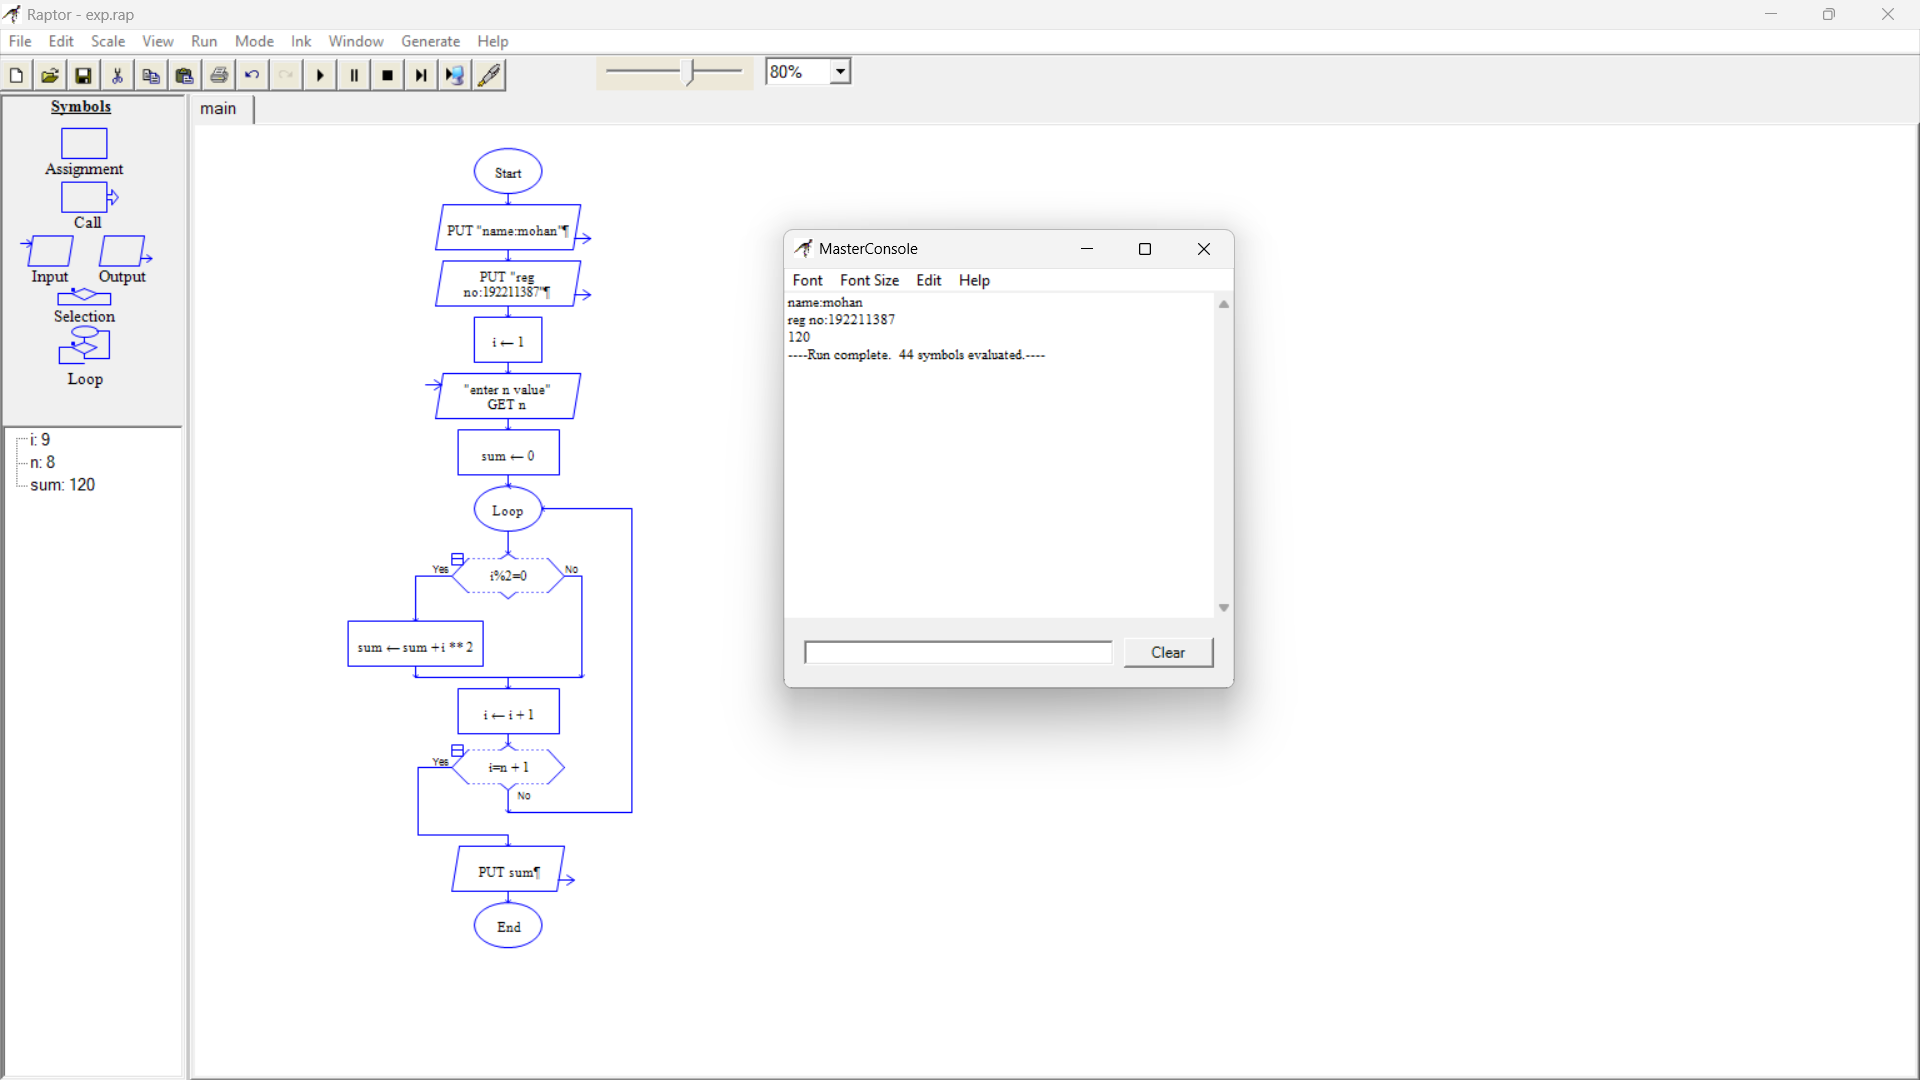 Raptor - exp.rap
File Edit Scale View Run Mode Ink Window Generate Help
80%
Symbols
Assignment
Call
Input Output
Selection
Loop
i: 9
n: 8
sum: 120
main
Start
PUT "name:mohan"¶
PUT "reg
no:192211387"¶
i ← 1
"enter n value"
GET n
sum ← 0
Loop
Yes i%2=0 No
sum ← sum + i ** 2
i ← i + 1
Yes i=n + 1
No
PUT sum¶
End
MasterConsole
Font Font Size Edit Help
name:mohan
reg no:192211387
120
----Run complete. 44 symbols evaluated.----
Clear